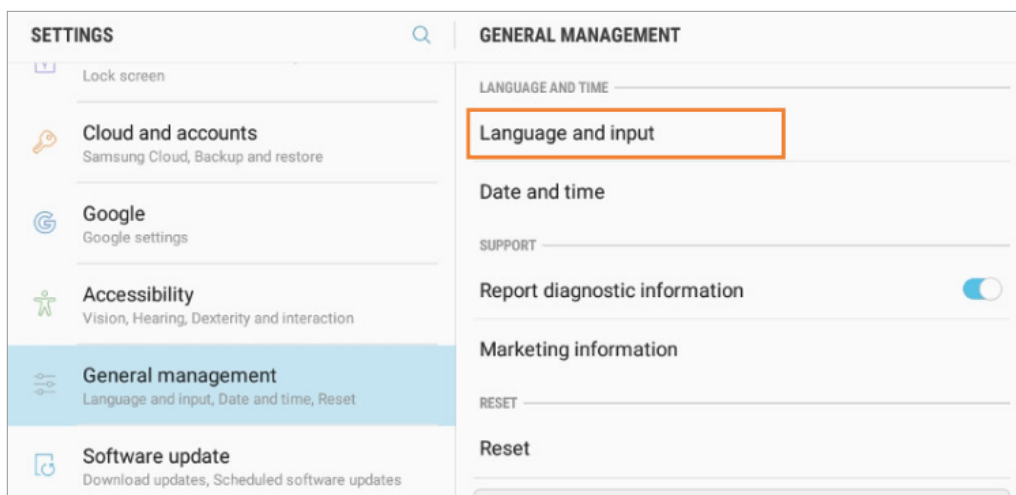 SETTINGS
Lock screen
Cloud and accounts
Samsung Cloud, Backup and restore
Google
Google settings
Accessibility
Vision, Hearing, Dexterity and interaction
General management
Language and input, Date and time, Reset
Software update
Download updates, Scheduled software updates
GENERAL MANAGEMENT
LANGUAGE AND TIME
Language and input
Date and time
SUPPORT
Report diagnostic information
Marketing information
RESET
Reset